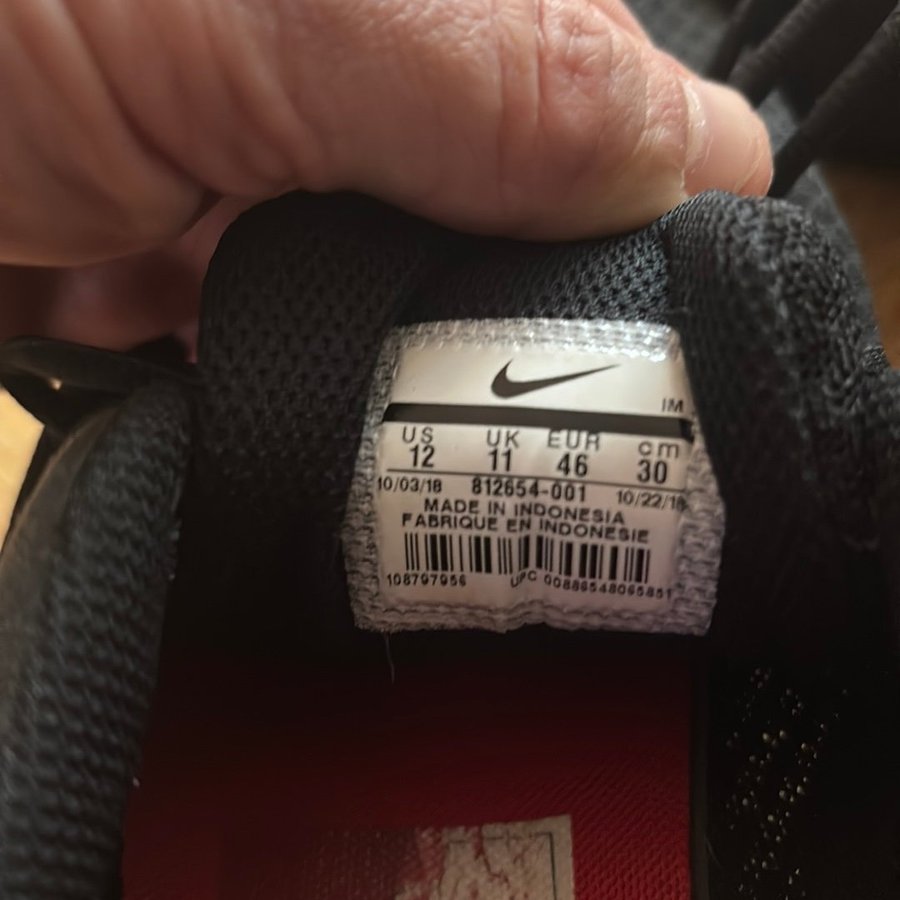 IM
US UK EUR cm
12 11 46 30
10/03/18 812654-001 10/22/18
MADE IN INDONESIA
FABRIQUE EN INDONESIE
108797956 UPC 00886548065851